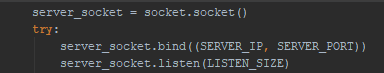 server_socket = socket.socket()
try:
    server_socket.bind((SERVER_IP, SERVER_PORT))
    server_socket.listen(LISTEN_SIZE)